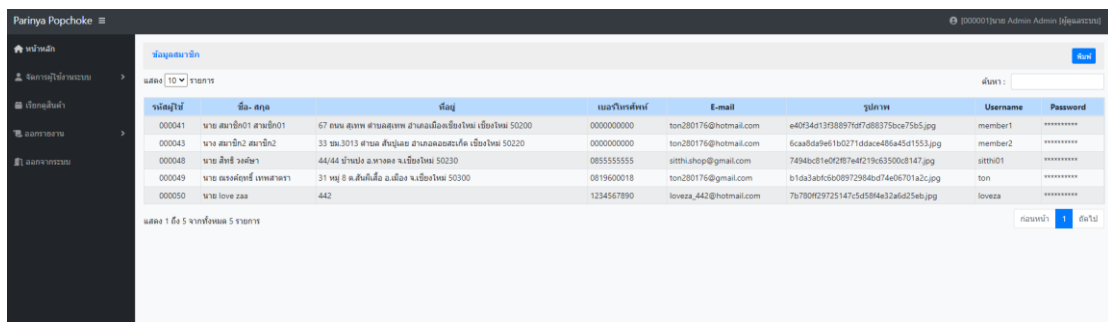 Parinya Popchoke
[000001]นาย Admin Admin [ผู้ดูแลระบบ]
หน้าหลัก
จัดการผู้ใช้งานระบบ
เรียกดูสินค้า
ออกรายงาน
ออกจากระบบ
ข้อมูลสมาชิก
พิมพ์
แสดง 10 รายการ
ค้นหา :
รหัสผู้ใช้ ชื่อ- สกุล ที่อยู่ เบอร์โทรศัพท์ E-mail รูปภาพ Username Password
000041 นาย สมาชิก01 สามชิก01 67 ถนน สุเทพ ตำบลสุเทพ อำเภอเมืองเชียงใหม่ เชียงใหม่ 50200 0000000000 ton280176@hotmail.com e40f34d13f38897fdf7d88375bce75b5.jpg member1 **********
000043 นาง สมาชิก2 สมาชิก2 33 ชม.3013 ตำบล สันปูเลย อำเภอดอยสะเก็ด เชียงใหม่ 50220 0000000000 ton280176@hotmail.com 6caa8da9e61b0271ddace486a45d1553.jpg member2 **********
000048 นาย สิทธิ วงค์ษา 44/44 บ้านปง อ.หางดง จ.เชียงใหม่ 50230 0855555555 sitthi.shop@gmail.com 7494bc81e0f2f87e4f219c63500c8147.jpg sitthi01 **********
000049 นาย ณรงค์ฤทธิ์ เทพสาตรา 31 หมู่ 8 ต.สันผีเสื้อ อ.เมือง จ.เชียงใหม่ 50300 0819600018 ton280176@gmail.com b1da3abfc6b08972984bd74e06701a2c.jpg ton **********
000050 นาย love zaa 442 1234567890 loveza_442@hotmail.com 7b780ff29725147c5d58f4e32a6d25eb.jpg loveza **********
แสดง 1 ถึง 5 จากทั้งหมด 5 รายการ
ก่อนหน้า 1 ถัดไป